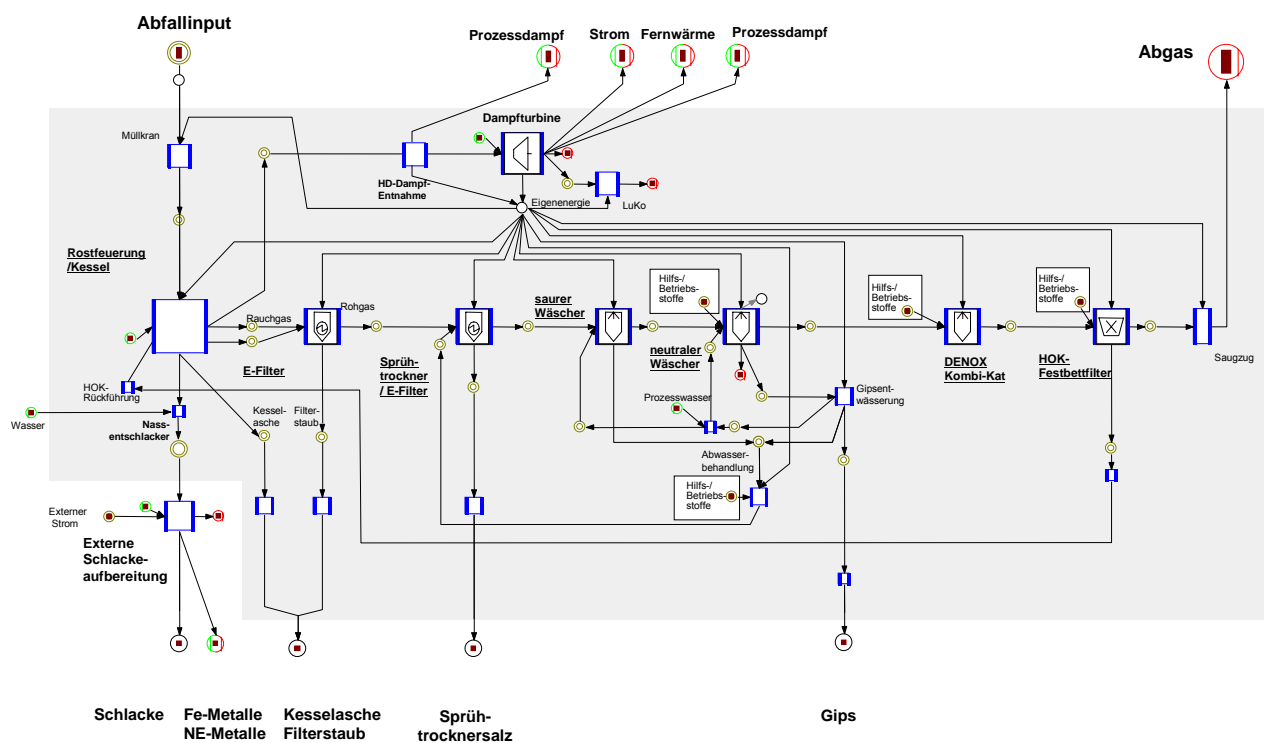 Abfallinput
Prozessdampf
Strom
Fernwärme
Prozessdampf
Abgas
Müllkran
Dampfturbine
HD-Dampf-
Entnahme
Eigenenergie
LuKo
Rostfeuerung
/Kessel
Rauchgas
Rohgas
E-Filter
Sprüh-
trockner
/ E-Filter
saurer
Wäscher
Hilfs-/
Betriebs-
stoffe
neutraler
Wäscher
Hilfs-/
Betriebs-
stoffe
DENOX
Kombi-Kat
Hilfs-/
Betriebs-
stoffe
HOK-
Festbettfilter
Saugzug
HOK-
Rückführung
Wasser
Nass-
entschlacker
Kessel-
asche
Filter-
staub
Prozesswasser
Gipsent-
wässerung
Abwasser-
behandlung
Hilfs-/
Betriebs-
stoffe
Externer
Strom
Externe
Schlacke-
aufbereitung
Schlacke
Fe-Metalle
NE-Metalle
Kesselasche
Filterstaub
Sprüh-
trocknersalz
Gips